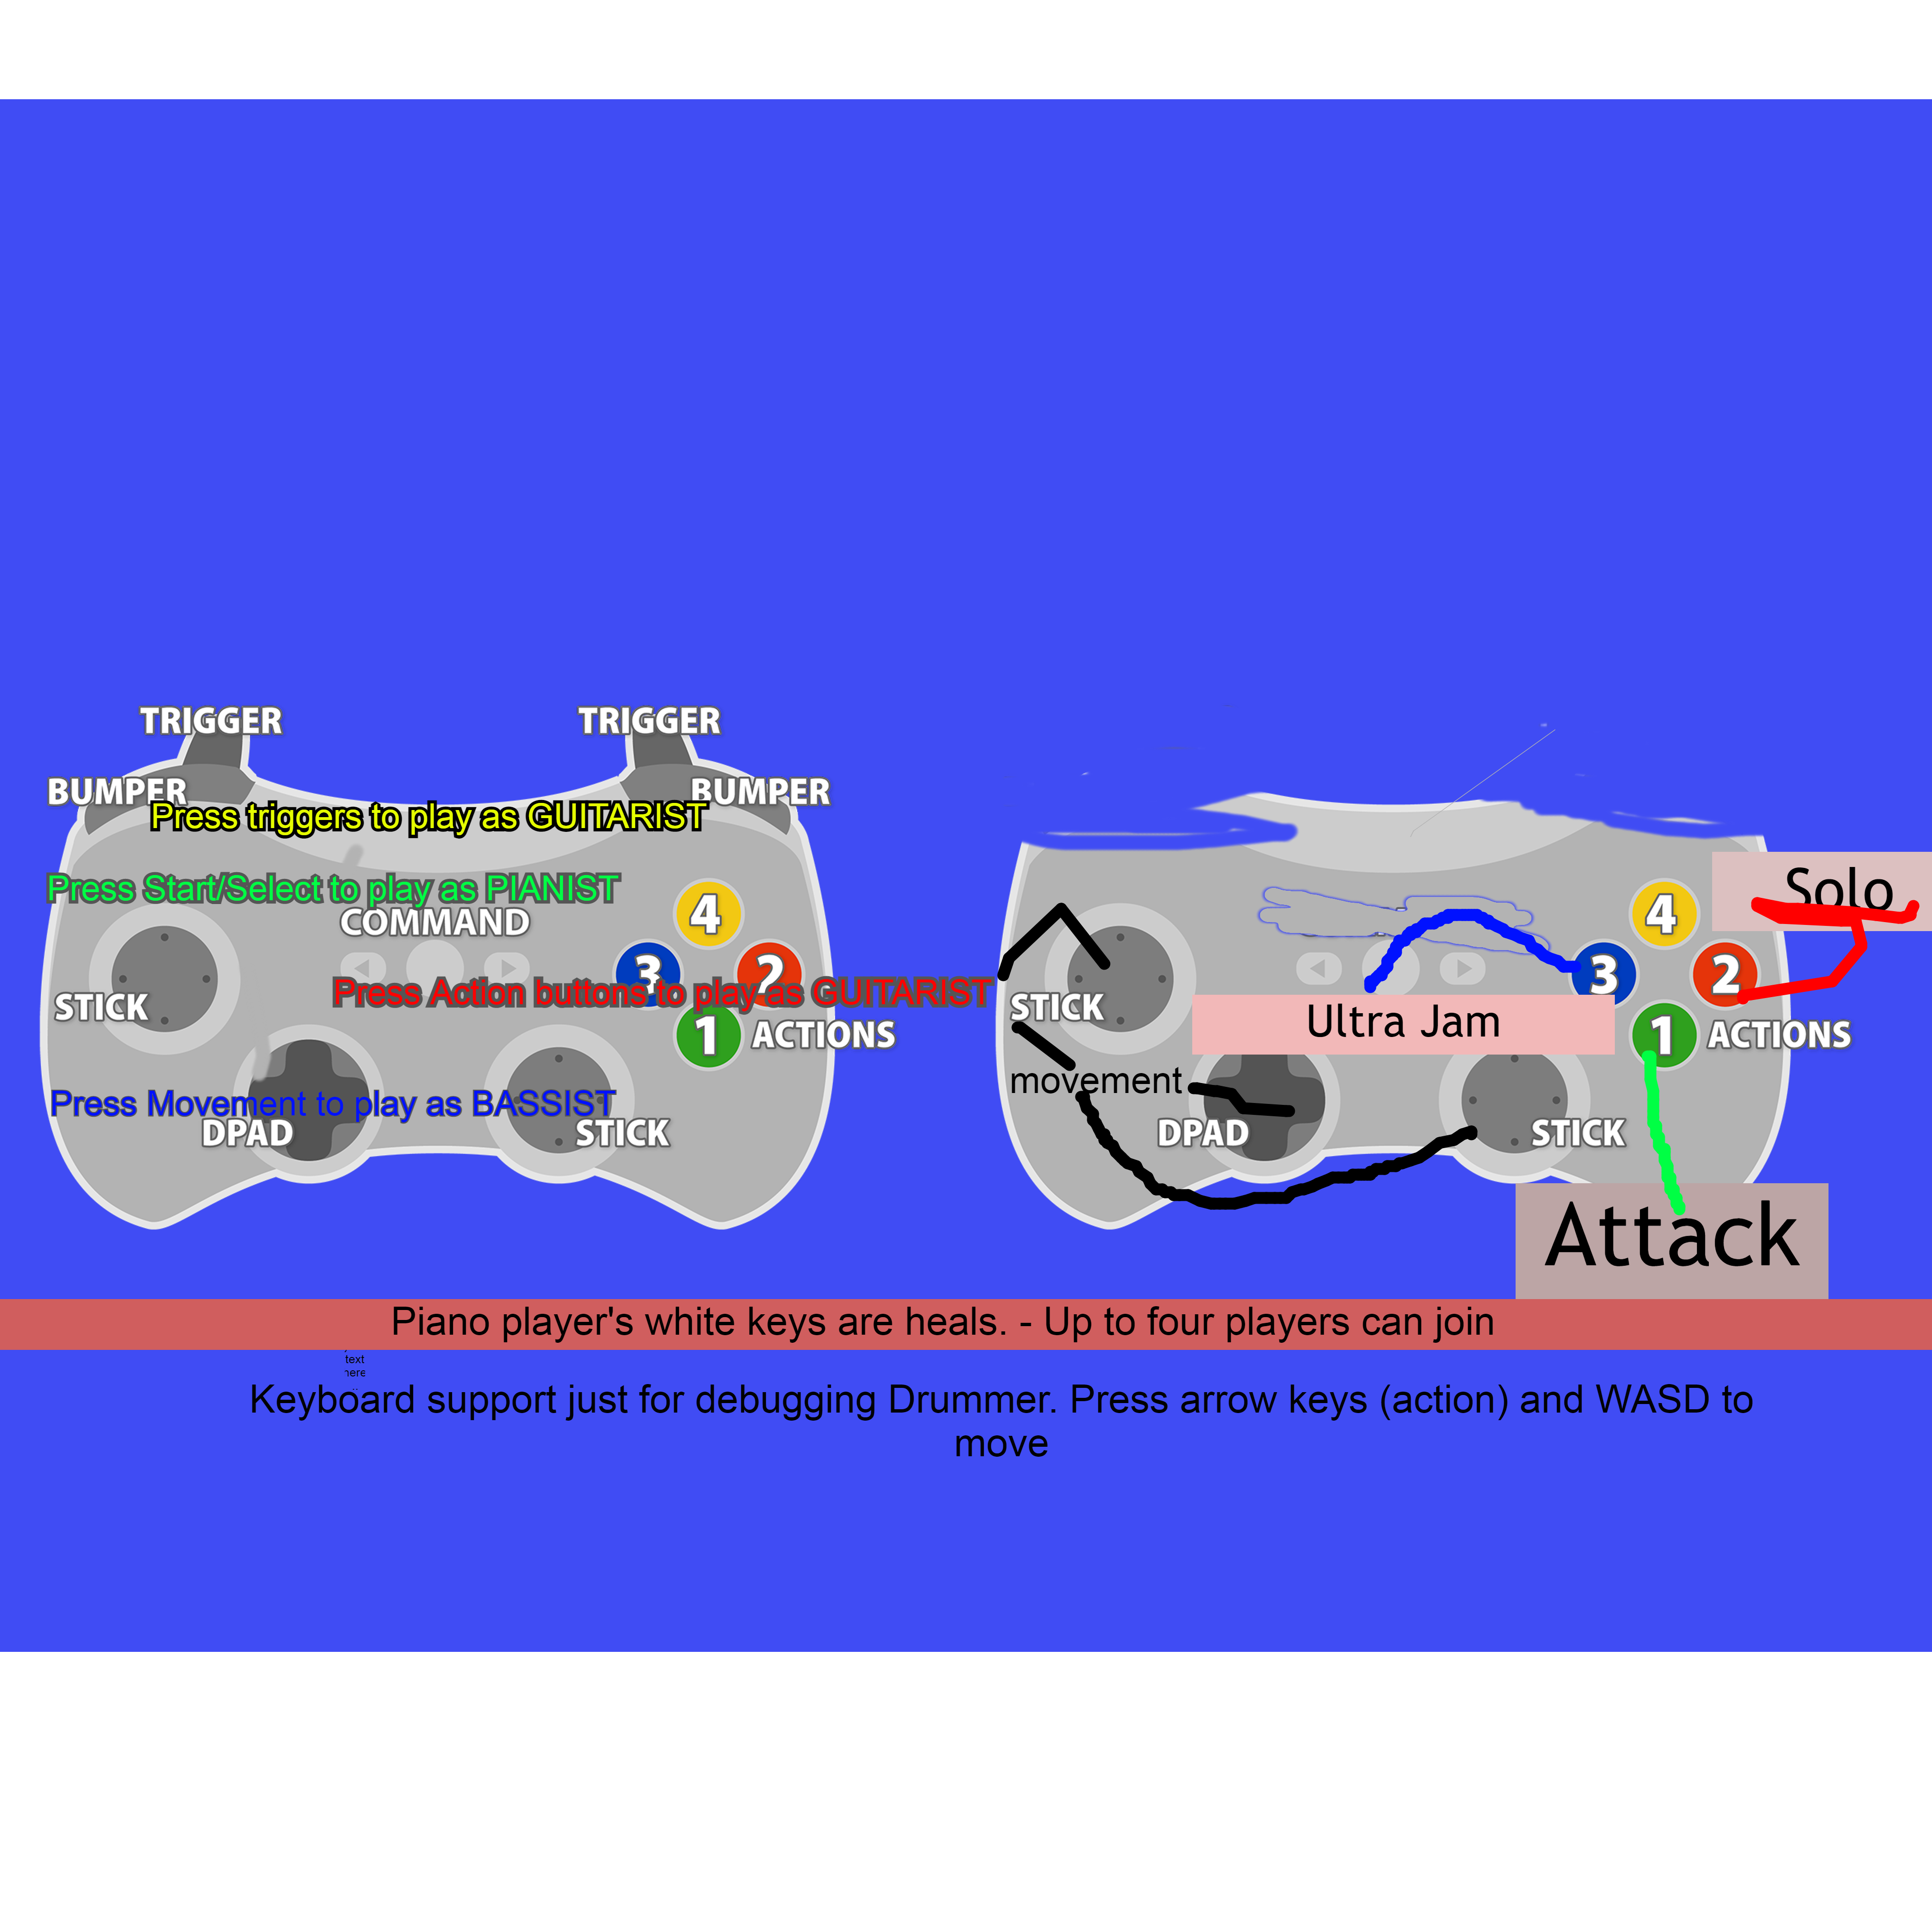 TRIGGER
TRIGGER
BUMPER
BUMPER
Press triggers to play as GUITARIST
Press Start/Select to play as PIANIST
COMMAND
4
3
2
Press Action buttons to play as GUITARIST
STICK
1
ACTIONS
Press Movement to play as BASSIST
DPAD
STICK
Solo
4
3
2
STICK
Ultra Jam
1
ACTIONS
movement
DPAD
STICK
Attack
Piano player's white keys are heals. - Up to four players can join
text
here
Keyboard support just for debugging Drummer. Press arrow keys (action) and WASD to
move